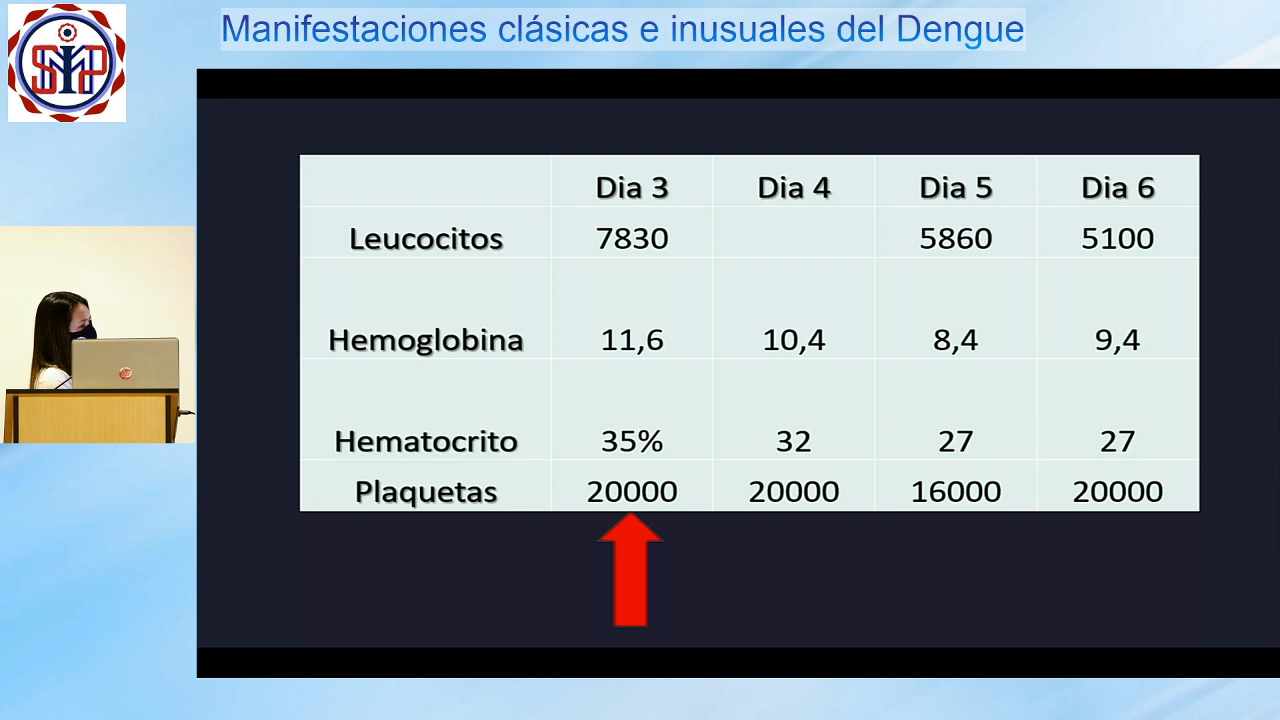 Manifestaciones clásicas e inusuales del Dengue
SMIP
Dia 3 Dia 4 Dia 5 Dia 6
Leucocitos 7830 5860 5100
Hemoglobina 11,6 10,4 8,4 9,4
Hematocrito 35% 32 27 27
Plaquetas 20000 20000 16000 20000